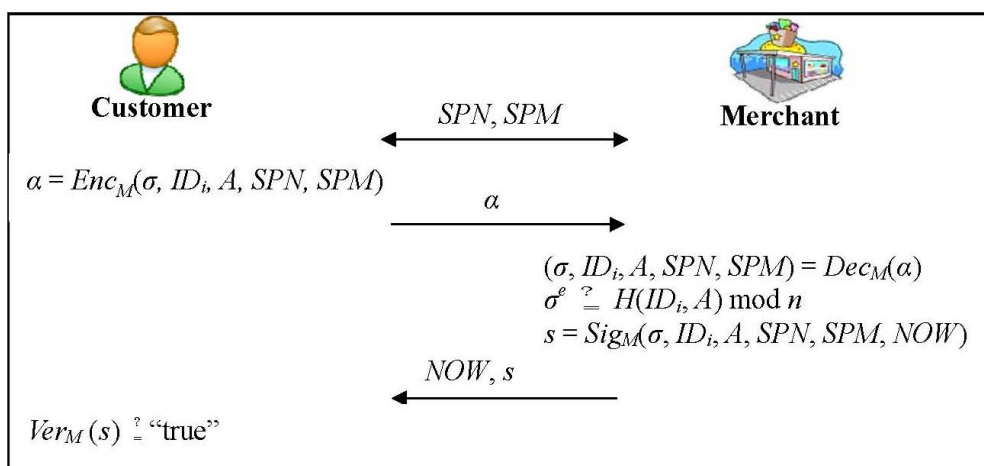 Customer
Merchant
SPN, SPM
α = Enc_M(σ, ID_i, A, SPN, SPM)
α
(σ, ID_i, A, SPN, SPM) = Dec_M(α)
σ^e ≟ H(ID_i, A) mod n
s = Sig_M(σ, ID_i, A, SPN, SPM, NOW)
NOW, s
Ver_M (s) ≟ “true”